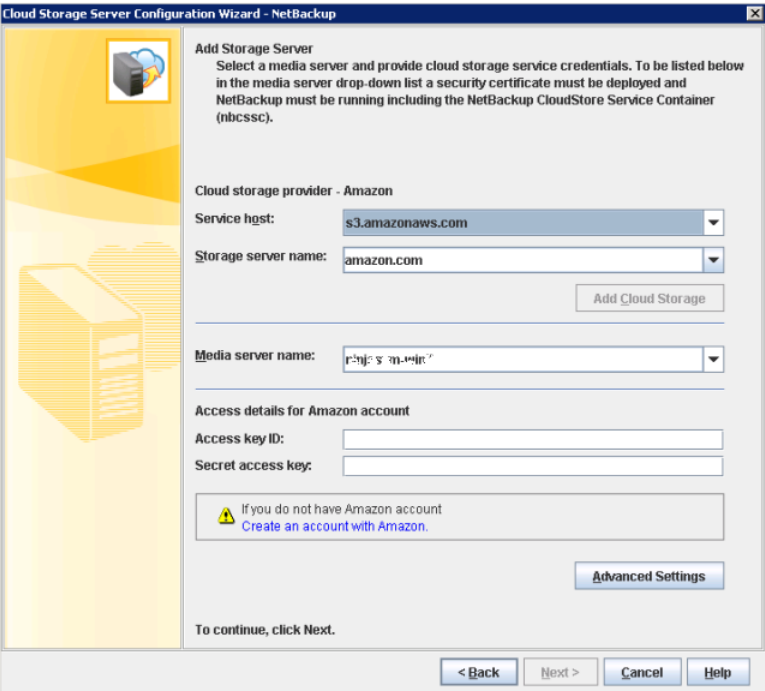 Cloud Storage Server Configuration Wizard - NetBackup
Add Storage Server
Select a media server and provide cloud storage service credentials. To be listed below
in the media server drop-down list a security certificate must be deployed and
NetBackup must be running including the NetBackup CloudStore Service Container
(nbcssc).
Cloud storage provider - Amazon
Service host:
s3.amazonaws.com
Storage server name:
amazon.com
Add Cloud Storage
Media server name:
Access details for Amazon account
Access key ID:
Secret access key:
If you do not have Amazon account
Create an account with Amazon.
Advanced Settings
To continue, click Next.
< Back
Next >
Cancel
Help